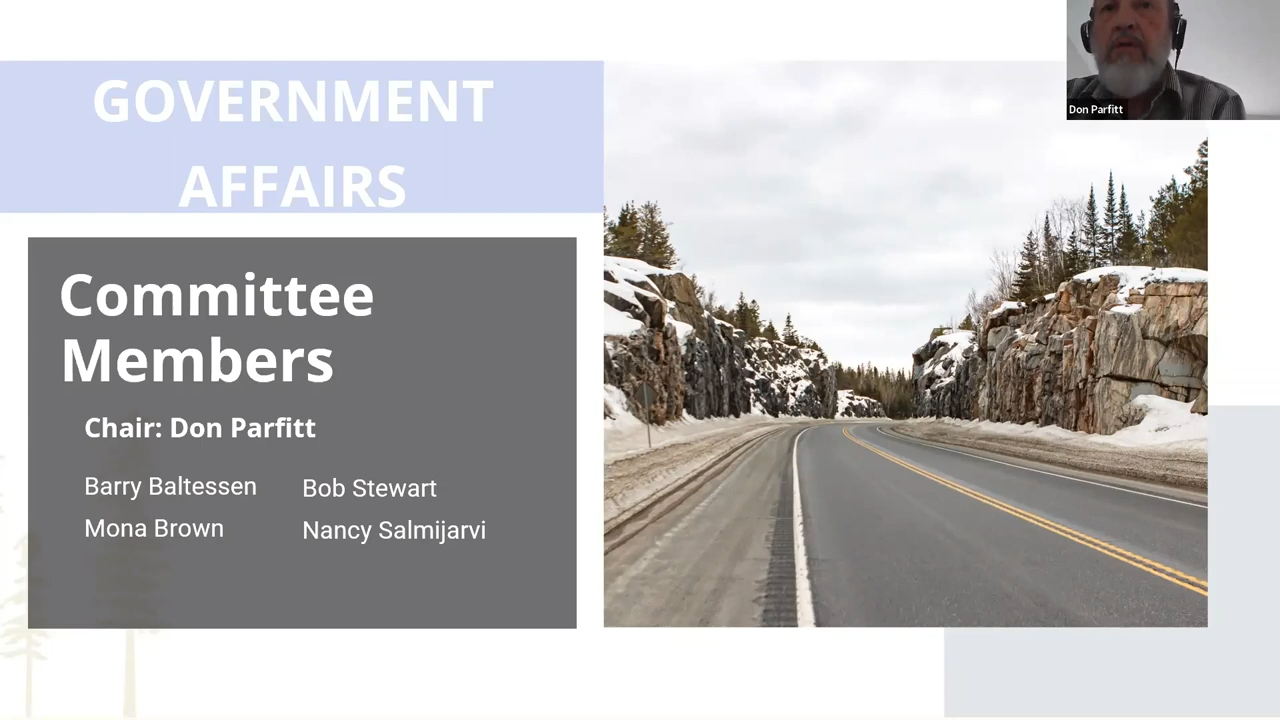 GOVERNMENT
AFFAIRS
Committee
Members
Chair: Don Parfitt
Barry Baltessen
Mona Brown
Bob Stewart
Nancy Salmijarvi
Don Parfitt